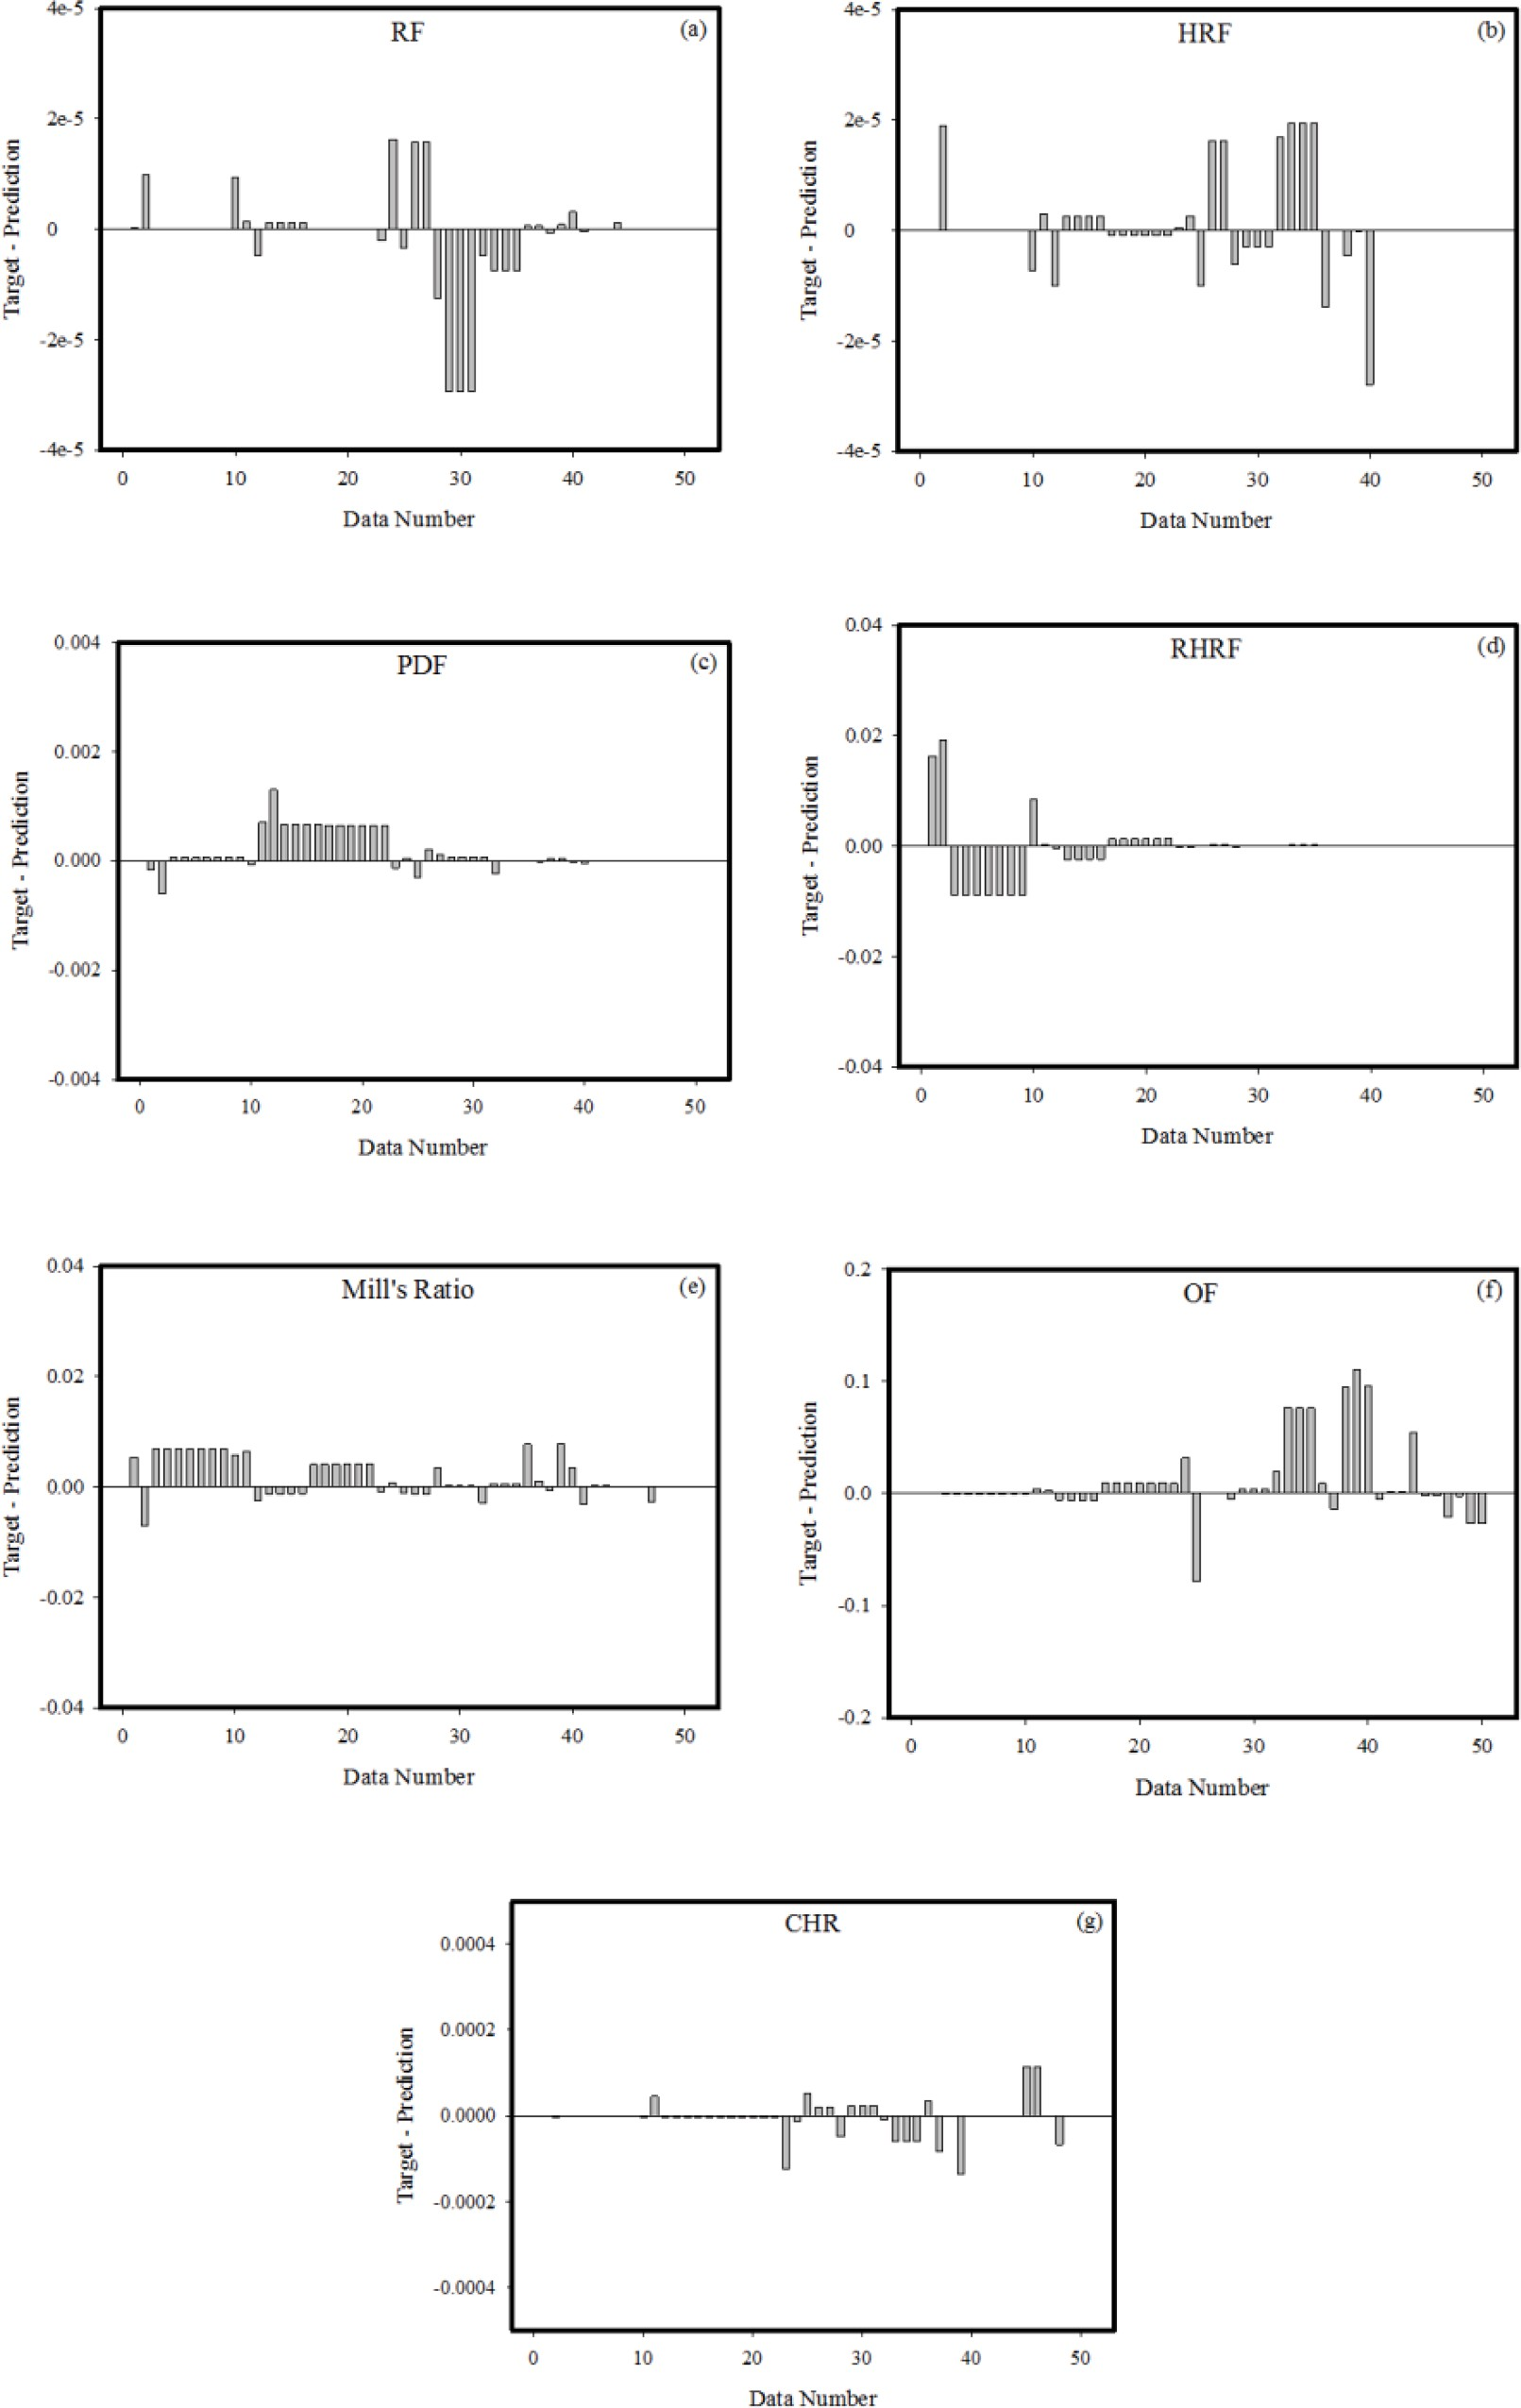 RF
(a)
4e-5
2e-5
0
-2e-5
-4e-5
Target - Prediction
0 10 20 30 40 50
Data Number
HRF
(b)
4e-5
2e-5
0
-2e-5
-4e-5
Target - Prediction
0 10 20 30 40 50
Data Number
PDF
(c)
0.004
0.002
0.000
-0.002
-0.004
Target - Prediction
0 10 20 30 40 50
Data Number
RHRF
(d)
0.04
0.02
0.00
-0.02
-0.04
Target - Prediction
0 10 20 30 40 50
Data Number
Mill's Ratio
(e)
0.04
0.02
0.00
-0.02
-0.04
Target - Prediction
0 10 20 30 40 50
Data Number
OF
(f)
0.2
0.1
0.0
-0.1
-0.2
Target - Prediction
0 10 20 30 40 50
Data Number
CHR
(g)
0.0004
0.0002
0.0000
-0.0002
-0.0004
Target - Prediction
0 10 20 30 40 50
Data Number